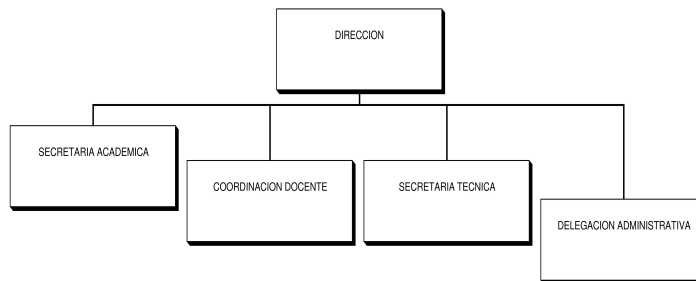 DIRECCION
SECRETARIA ACADEMICA
COORDINACION DOCENTE
SECRETARIA TECNICA
DELEGACION ADMINISTRATIVA